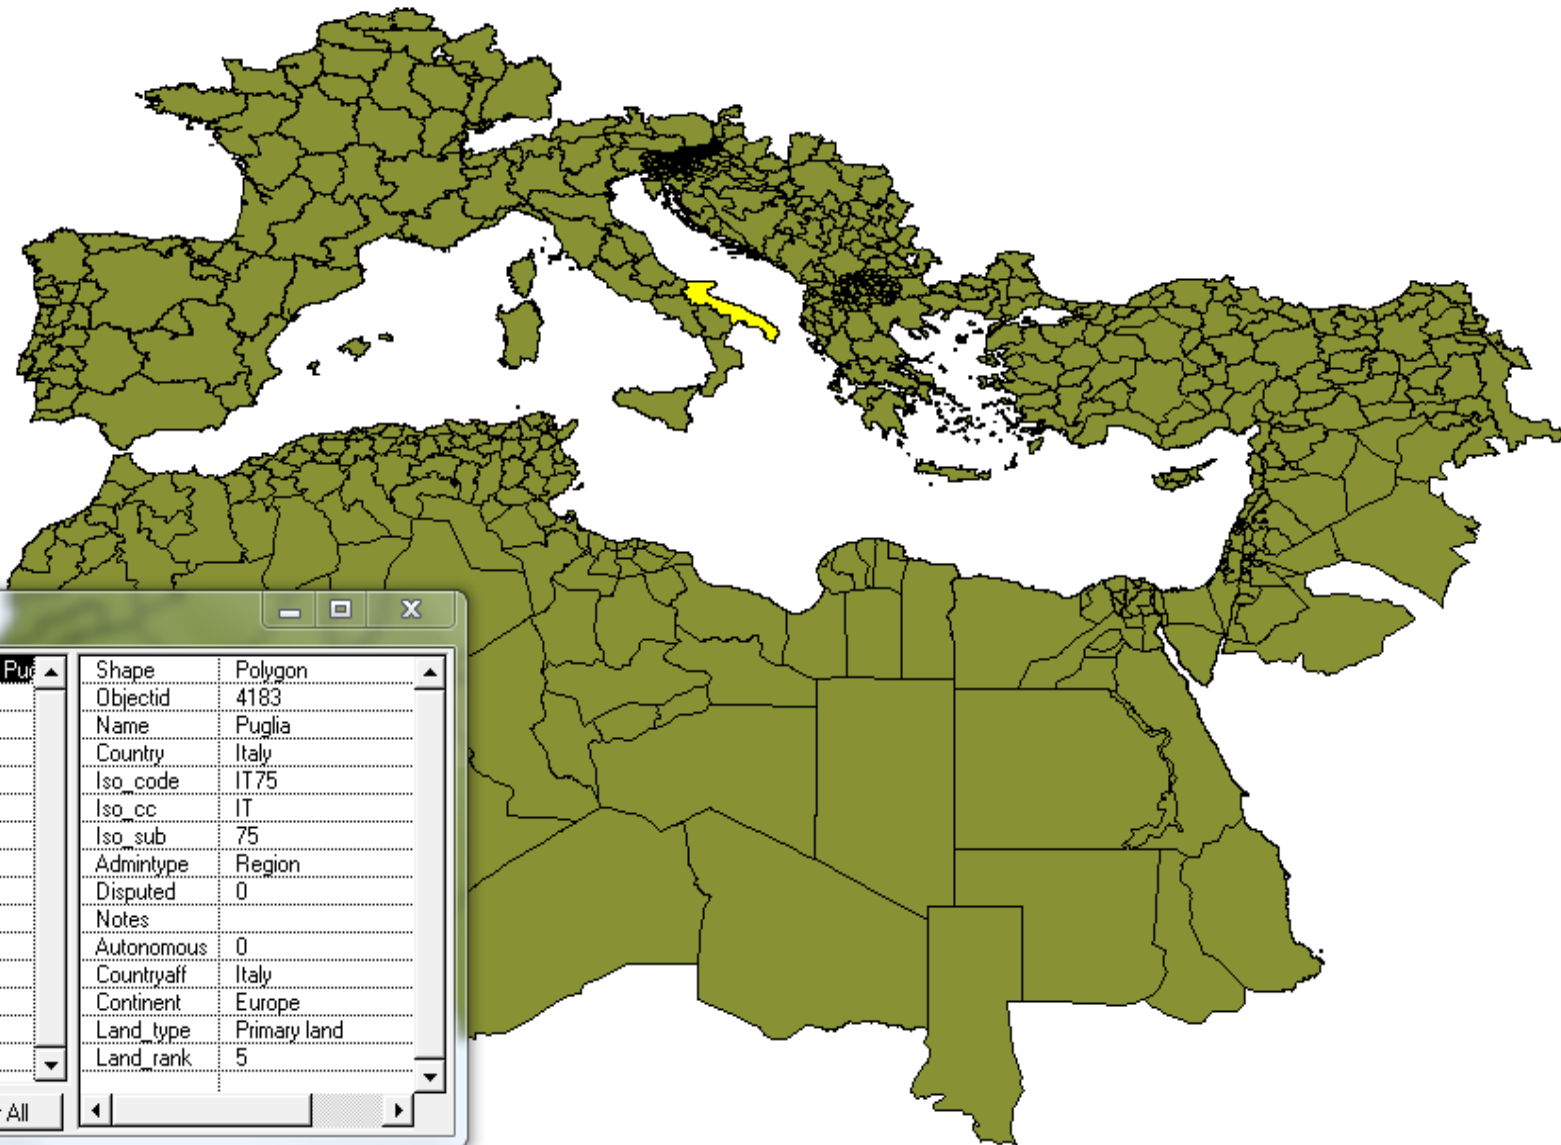 Shape Polygon
Objectid 4183
Name Puglia
Country Italy
Iso_code IT75
Iso_cc IT
Iso_sub 75
Admintype Region
Disputed 0
Notes
Autonomous 0
Countryaff Italy
Continent Europe
Land_type Primary land
Land_rank 5
All